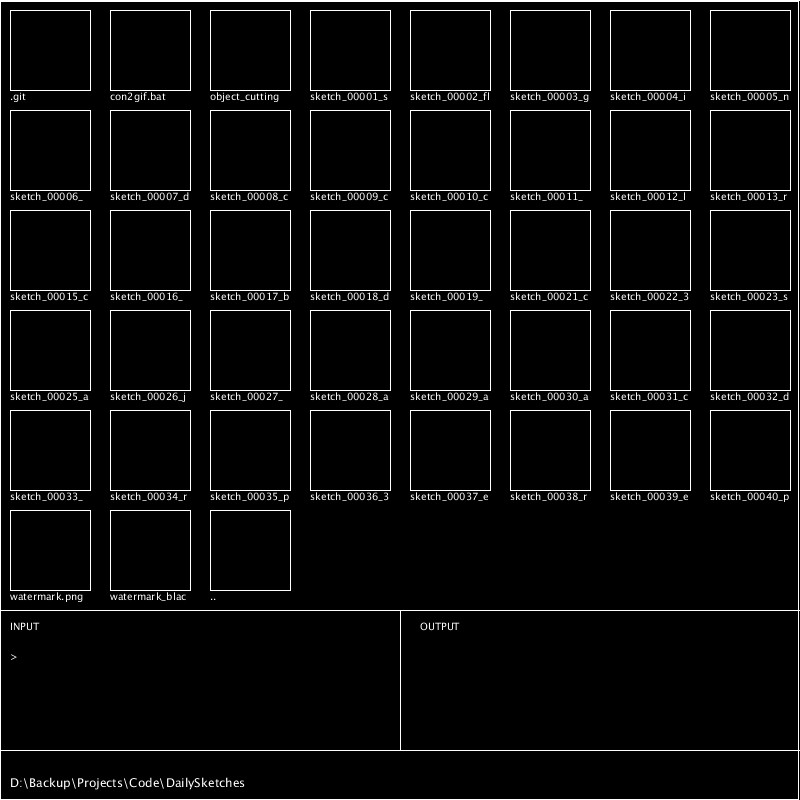 .git con2gif.bat object_cutting sketch_00001_s sketch_00002_fl sketch_00003_g sketch_00004_i sketch_00005_n
sketch_00006_ sketch_00007_d sketch_00008_c sketch_00009_c sketch_00010_c sketch_00011_ sketch_00012_l sketch_00013_r
sketch_00015_c sketch_00016_ sketch_00017_b sketch_00018_d sketch_00019_ sketch_00021_c sketch_00022_3 sketch_00023_s
sketch_00025_a sketch_00026_j sketch_00027_ sketch_00028_a sketch_00029_a sketch_00030_a sketch_00031_c sketch_00032_d
sketch_00033_ sketch_00034_r sketch_00035_p sketch_00036_3 sketch_00037_e sketch_00038_r sketch_00039_e sketch_00040_p
watermark.png watermark_blac ..
INPUT OUTPUT
>
D:\Backup\Projects\Code\DailySketches